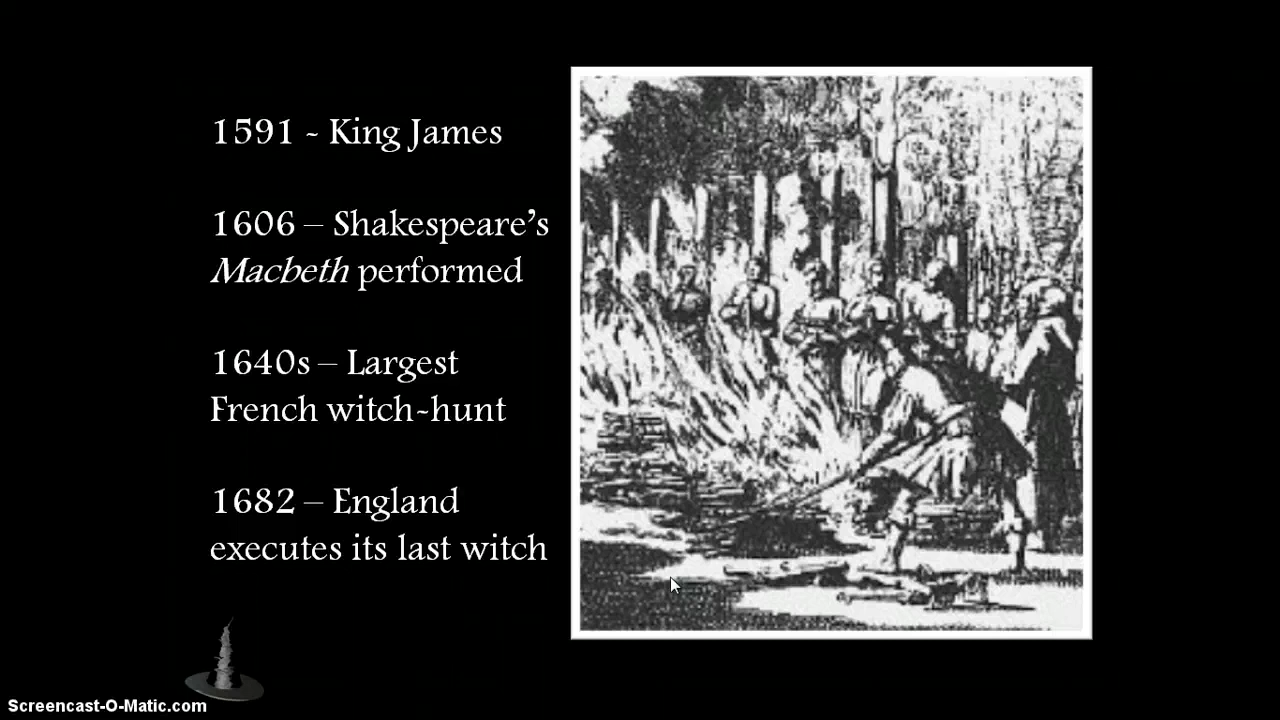 1591 - King James
1606 – Shakespeare’s
Macbeth performed
1640s – Largest
French witch-hunt
1682 – England
executes its last witch
Screencast-O-Matic.com